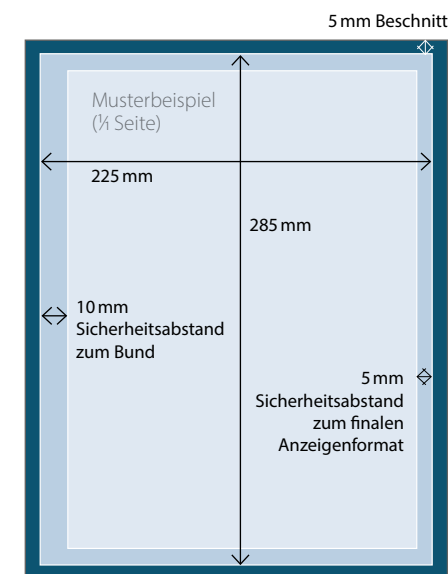 5 mm Beschnitt
Musterbeispiel
(1/1 Seite)
225 mm
285 mm
10 mm
Sicherheitsabstand
zum Bund
5 mm
Sicherheitsabstand
zum finalen
Anzeigenformat